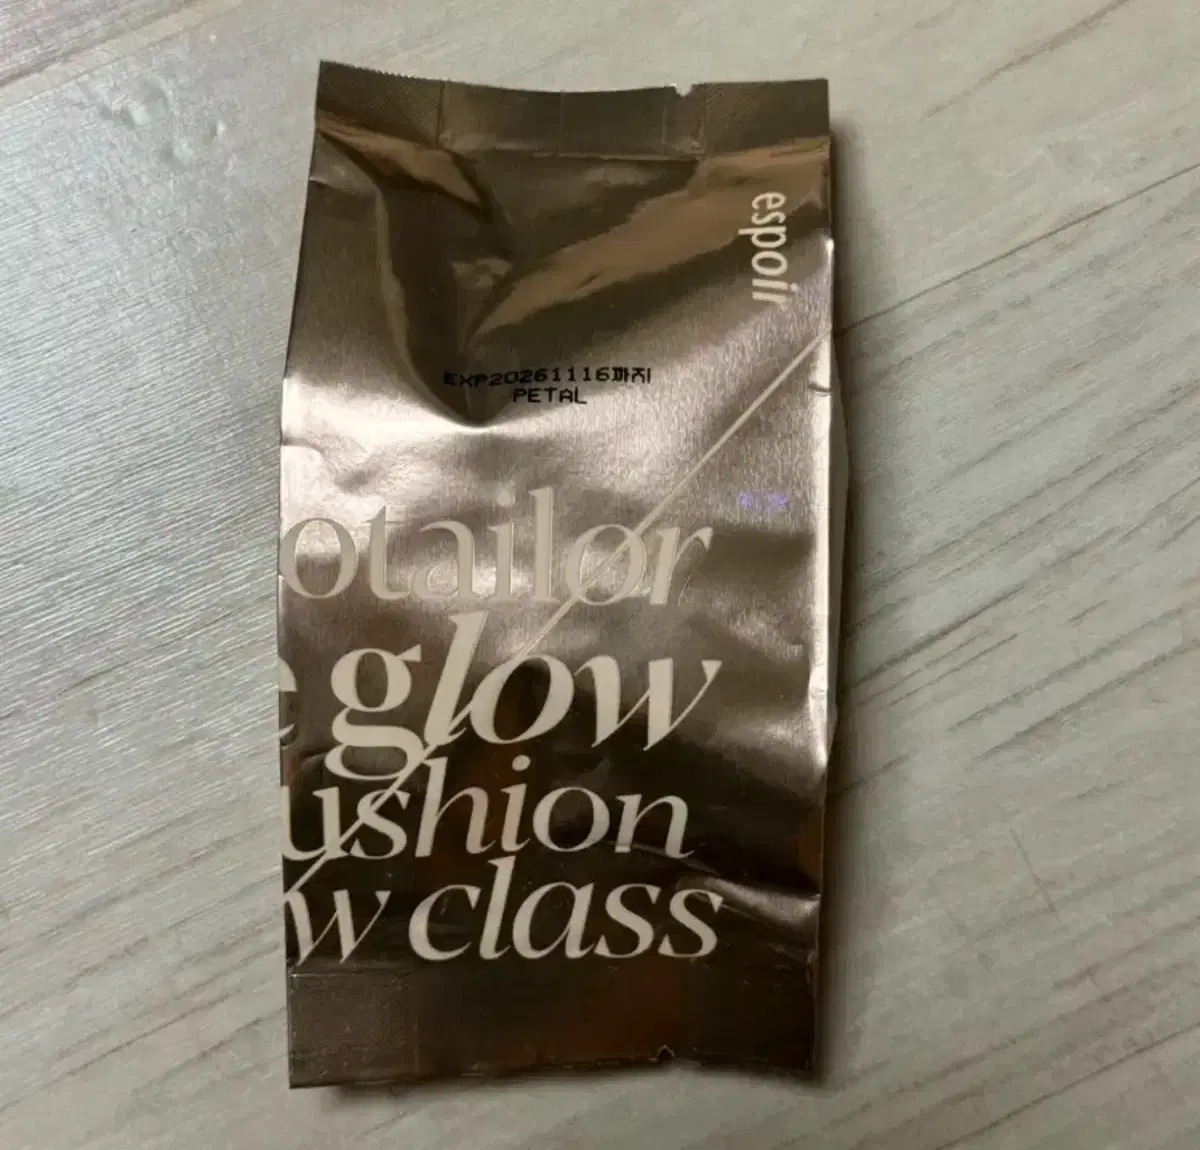 espoir
EXP20261116까지
PETAL
otailor
glow
ushion
w class